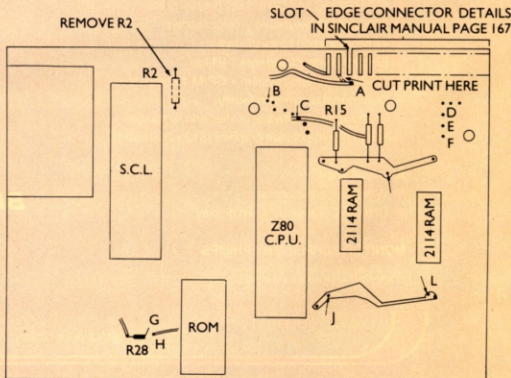 SLOT EDGE CONNECTOR DETAILS
IN SINCLAIR MANUAL PAGE 167
REMOVE R2
R2
CUT PRINT HERE
A
B
C
R15
D
E
F
S.C.L.
Z80
C.P.U.
2114 RAM
2114 RAM
L
J
G
H
R28
ROM